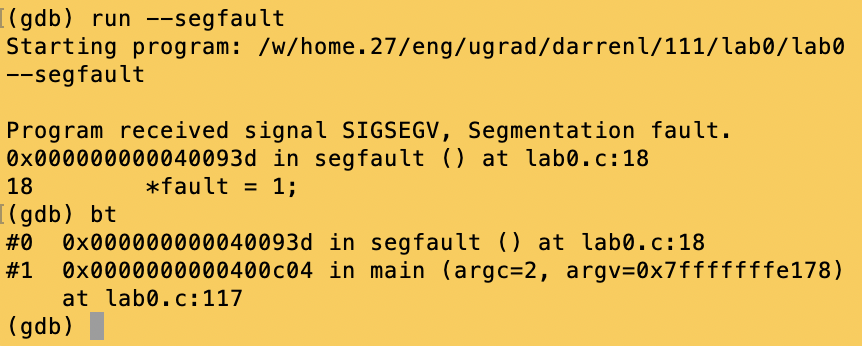 (gdb) run --segfault
Starting program: /w/home.27/eng/ugrad/darrenl/111/lab0/lab0
--segfault
Program received signal SIGSEGV, Segmentation fault.
0x000000000040093d in segfault () at lab0.c:18
18        *fault = 1;
(gdb) bt
#0  0x000000000040093d in segfault () at lab0.c:18
#1  0x0000000000400c04 in main (argc=2, argv=0x7fffffffe178)
    at lab0.c:117
(gdb)